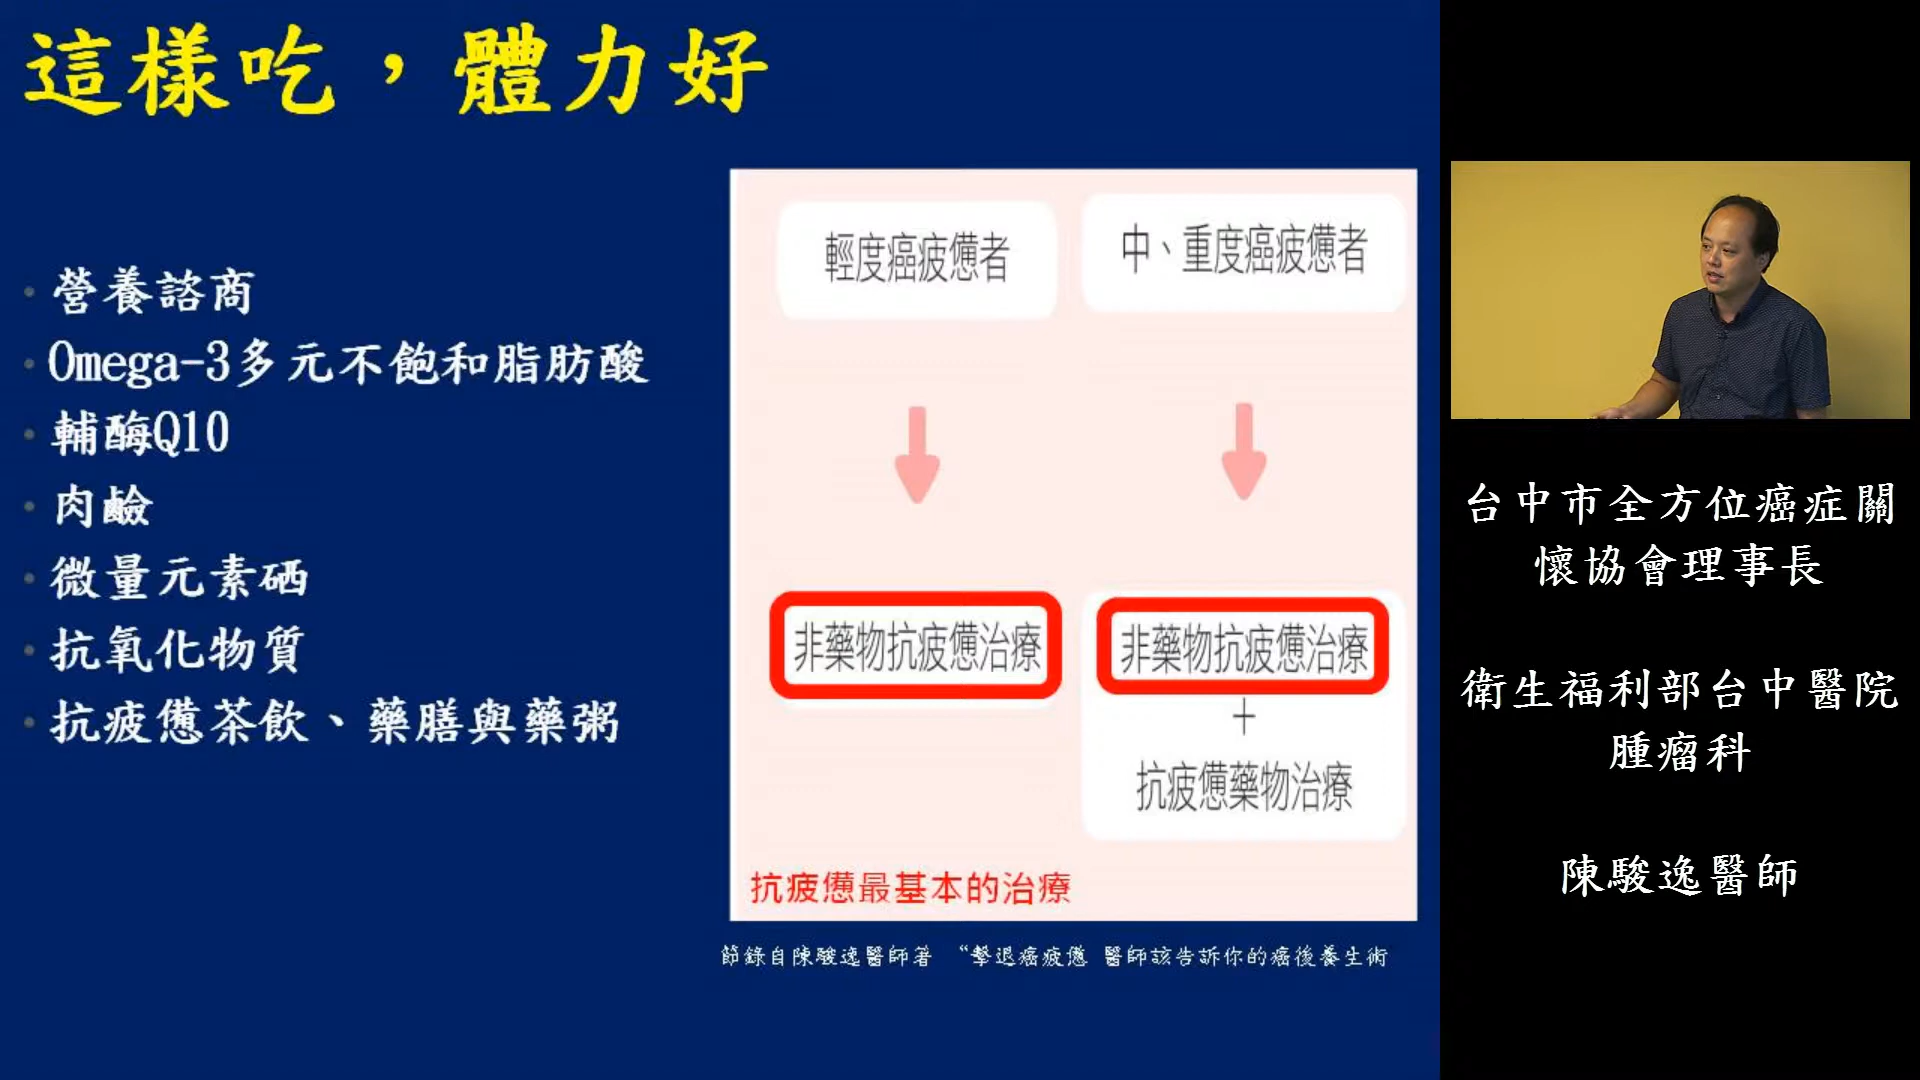 這樣吃，體力好
營養諮商
Omega-3多元不飽和脂肪酸
輔酶Q10
肉鹼
微量元素硒
抗氧化物質
抗疲憊茶飲、藥膳與藥粥
輕度癌疲憊者
中、重度癌疲憊者
非藥物抗疲憊治療
非藥物抗疲憊治療
+
抗疲憊藥物治療
抗疲憊最基本的治療
節錄自陳駿逸醫師著 “擊退癌疲憊 醫師該告訴你的癌後養生術
台中市全方位癌症關
懷協會理事長
衛生福利部台中醫院
腫瘤科
陳駿逸醫師